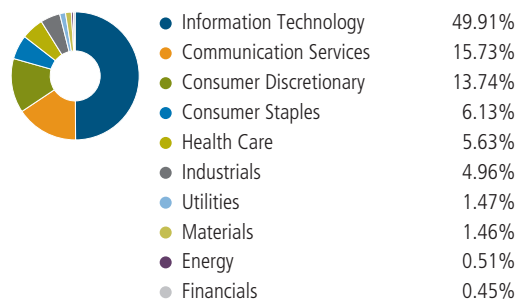 Information Technology 49.91%
Communication Services 15.73%
Consumer Discretionary 13.74%
Consumer Staples 6.13%
Health Care 5.63%
Industrials 4.96%
Utilities 1.47%
Materials 1.46%
Energy 0.51%
Financials 0.45%